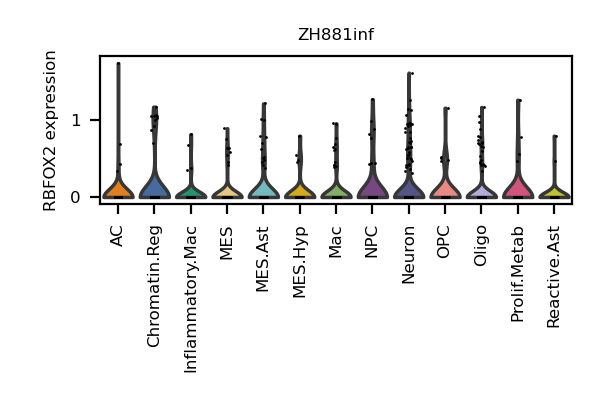 ZH881inf
RBFOX2 expression
1
0
AC
Chromatin.Reg
Inflammatory.Mac
MES
MES.Ast
MES.Hyp
Mac
NPC
Neuron
OPC
Oligo
Prolif.Metab
Reactive.Ast